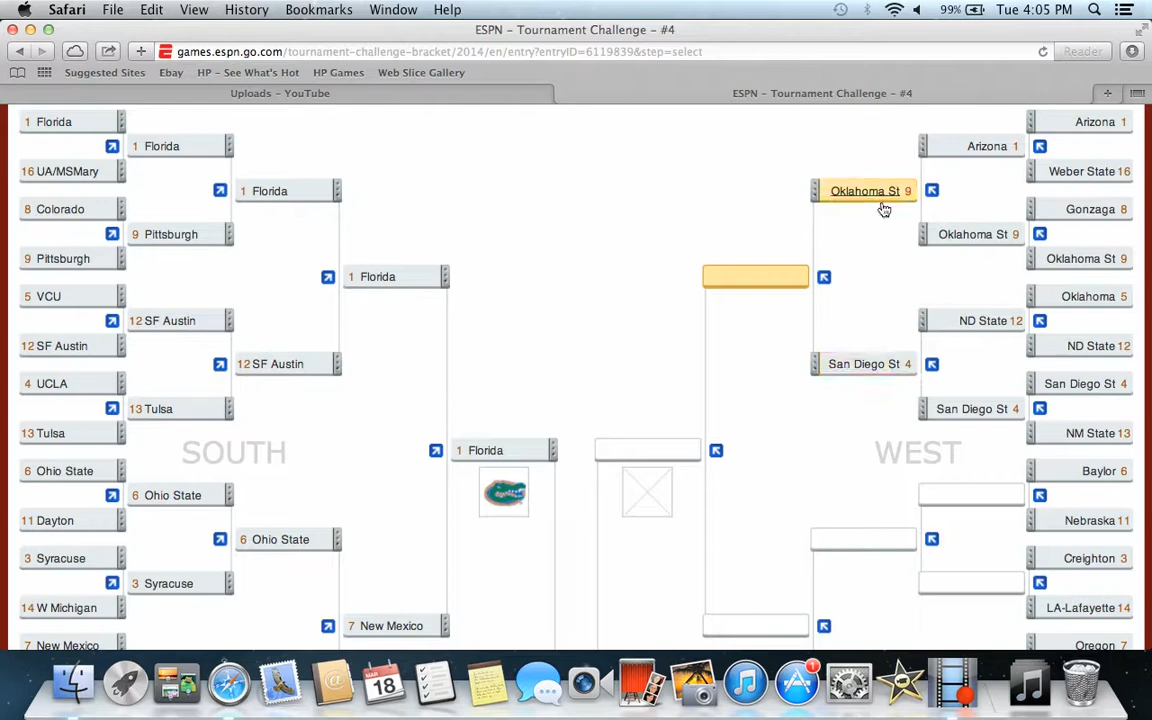 Safari File Edit View History Bookmarks Window Help 99% Tue 4:05 PM
ESPN - Tournament Challenge - #4
games.espn.go.com/tournament-challenge-bracket/2014/en/entry?entryID=6119839&step=select Reader
Suggested Sites Ebay HP - See What's Hot HP Games Web Slice Gallery
Uploads - YouTube ESPN - Tournament Challenge - #4
1 Florida
1 Florida
16 UA/MSMary
1 Florida
8 Colorado
9 Pittsburgh
9 Pittsburgh
1 Florida
5 VCU
12 SF Austin
12 SF Austin
12 SF Austin
4 UCLA
13 Tulsa
13 Tulsa
SOUTH
1 Florida
6 Ohio State
6 Ohio State
11 Dayton
6 Ohio State
3 Syracuse
3 Syracuse
14 W Michigan
7 New Mexico
7 New Mexico
Arizona 1
Arizona 1
Weber State 16
Oklahoma St 9
Gonzaga 8
Oklahoma St 9
Oklahoma St 9
Oklahoma 5
ND State 12
ND State 12
San Diego St 4
San Diego St 4
San Diego St 4
NM State 13
WEST
Baylor 6
Nebraska 11
Creighton 3
LA-Lafayette 14
Oregon 7
MAR
18
1